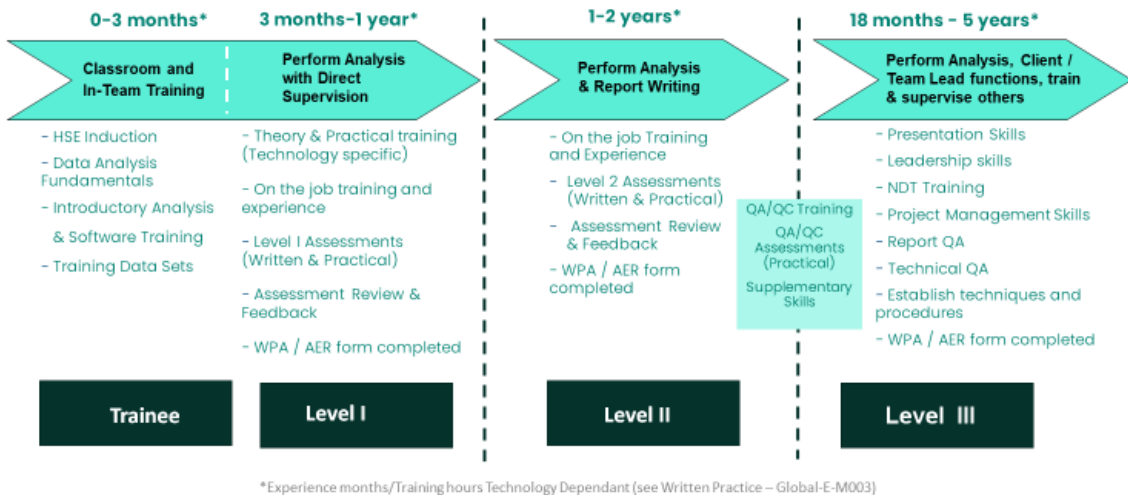 0-3 months*
3 months-1 year*
1-2 years*
18 months - 5 years*
Classroom and
In-Team Training
Perform Analysis
with Direct
Supervision
Perform Analysis
& Report Writing
Perform Analysis, Client /
Team Lead functions, train
& supervise others
- HSE Induction
- Data Analysis
Fundamentals
- Introductory Analysis
& Software Training
- Training Data Sets
- Theory & Practical training
(Technology specific)
- On the job training and
experience
- Level I Assessments
(Written & Practical)
- Assessment Review &
Feedback
- WPA / AER form completed
- On the job Training
and Experience
- Level 2 Assessments
(Written & Practical)
- Assessment Review
& Feedback
- WPA / AER form
completed
QA/QC Training
QA/QC
Assessments
(Practical)
Supplementary
Skills
- Presentation Skills
- Leadership skills
- NDT Training
- Project Management Skills
- Report QA
- Technical QA
- Establish techniques and
procedures
- WPA / AER form completed
Trainee
Level I
Level II
Level III
*Experience months/Training hours Technology Dependant (see Written Practice – Global-E-M003)